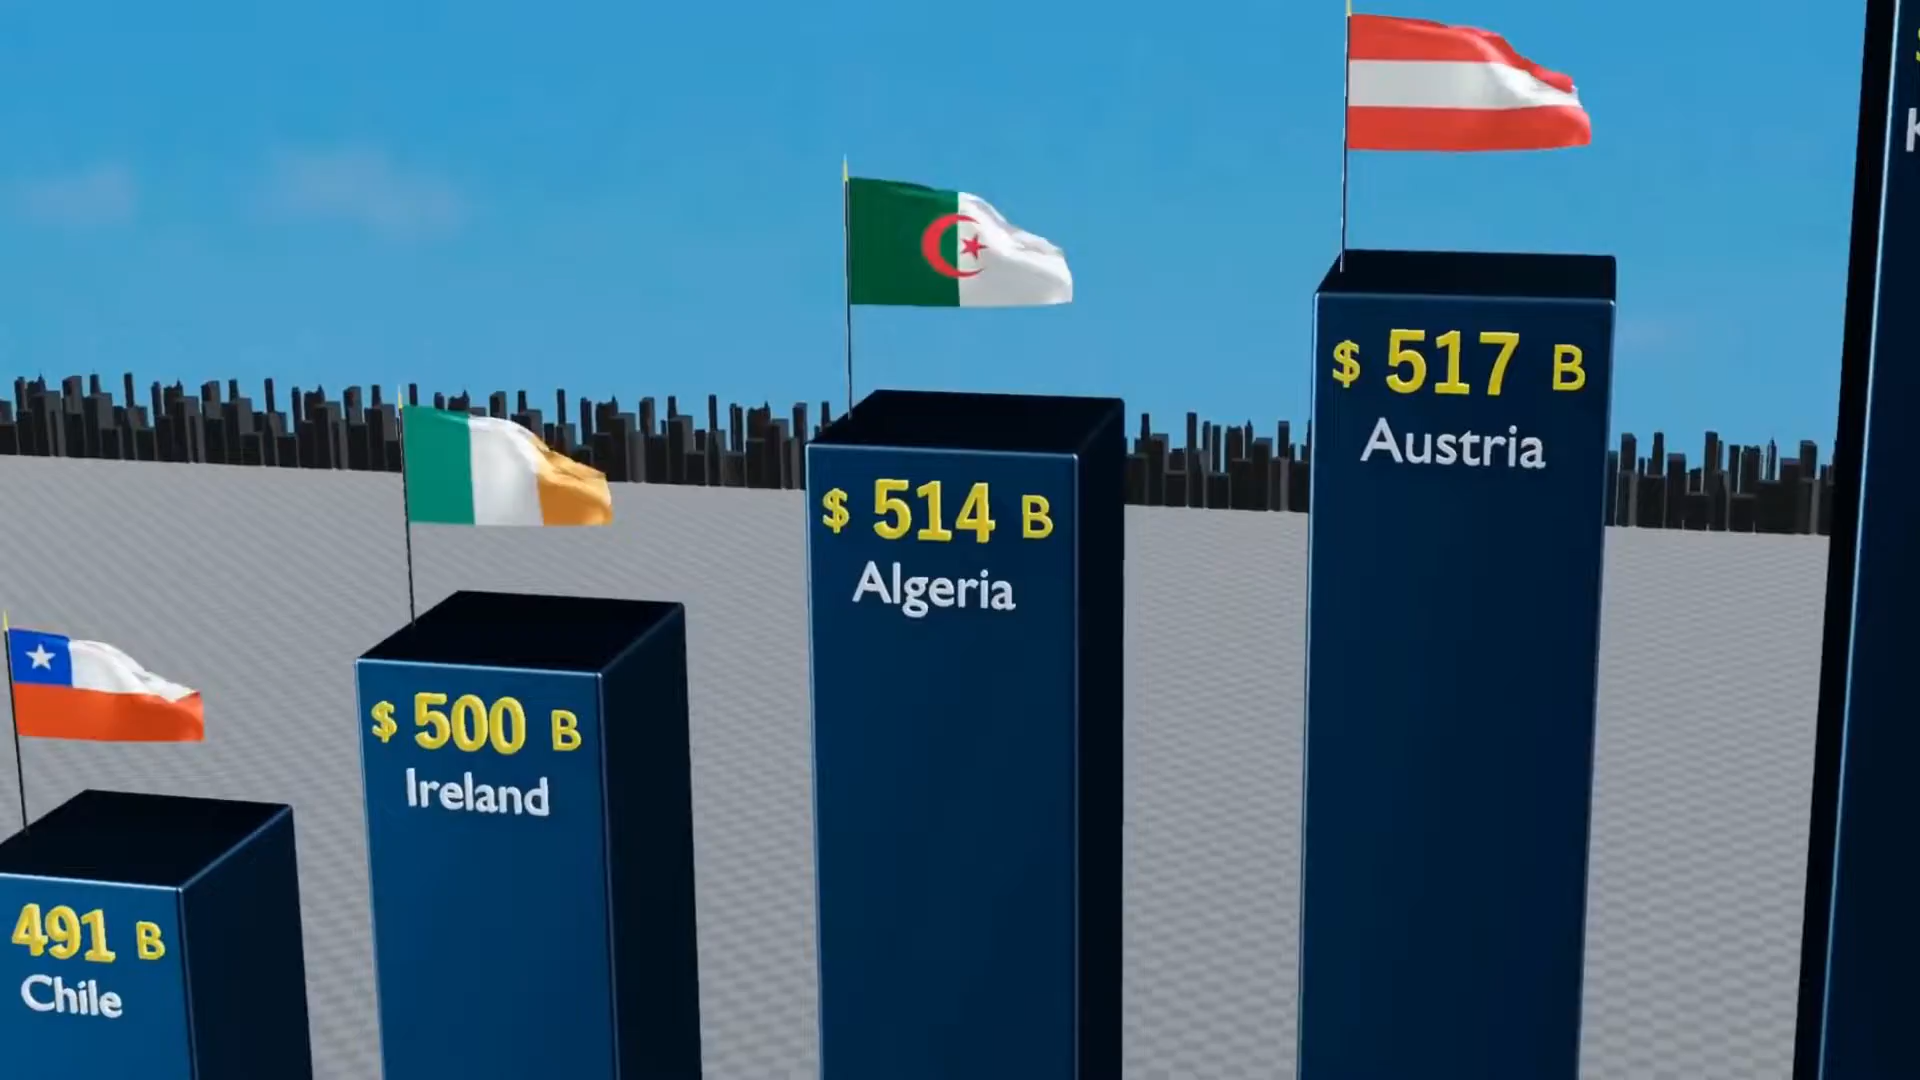 $ 517 B
Austria
$ 514 B
Algeria
$ 500 B
Ireland
491 B
Chile